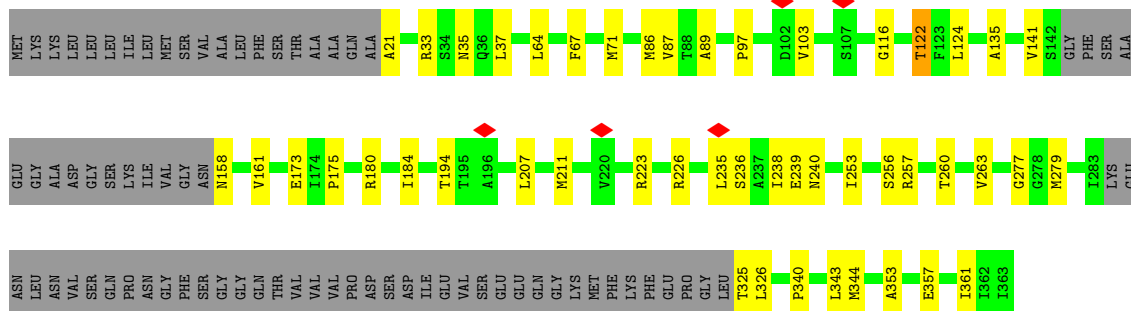 MET LYS LYS LEU LEU LEU ILE LEU MET SER VAL ALA LEU PHE SER THR ALA ALA GLN ALA A21 R33 S34 N35 Q36 L37 L64 F67 M71 M86 V87 T88 A89 P97 D102 V103 S107 G116 T122 F123 L124 A135 V141 S142 GLY PHE SER ALA
GLU GLY ALA ASP GLY SER LYS ILE VAL GLY ASN N158 V161 E173 I174 P175 R180 I184 T194 T195 A196 L207 M211 V220 R223 R226 L235 S236 A237 I238 E239 N240 I253 S256 R257 T260 V263 G277 G278 M279 I283 LYS GLU
ASN LEU ASN VAL SER GLN PRO ASN GLY PHE SER GLY GLY GLN THR VAL VAL VAL PRO ASP SER ASP ILE GLU VAL SER GLU GLU GLN GLY LYS MET PHE LYS PHE GLU PRO GLY LEU T325 L326 P340 L343 M344 A353 E357 I361 I362 I363